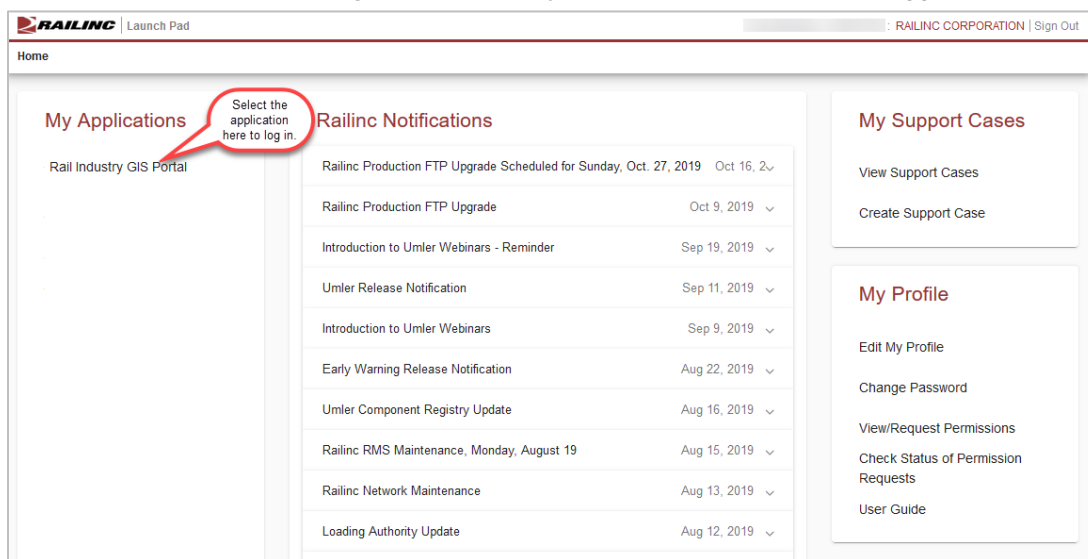 RAILINC Launch Pad
: RAILINC CORPORATION | Sign Out
Home
My Applications
Select the
application
here to log in.
Rail Industry GIS Portal
Railinc Notifications
Railinc Production FTP Upgrade Scheduled for Sunday, Oct. 27, 2019 Oct 16, 2
Railinc Production FTP Upgrade Oct 9, 2019
Introduction to Umler Webinars - Reminder Sep 19, 2019
Umler Release Notification Sep 11, 2019
Introduction to Umler Webinars Sep 9, 2019
Early Warning Release Notification Aug 22, 2019
Umler Component Registry Update Aug 16, 2019
Railinc RMS Maintenance, Monday, August 19 Aug 15, 2019
Railinc Network Maintenance Aug 13, 2019
Loading Authority Update Aug 12, 2019
My Support Cases
View Support Cases
Create Support Case
My Profile
Edit My Profile
Change Password
View/Request Permissions
Check Status of Permission
Requests
User Guide